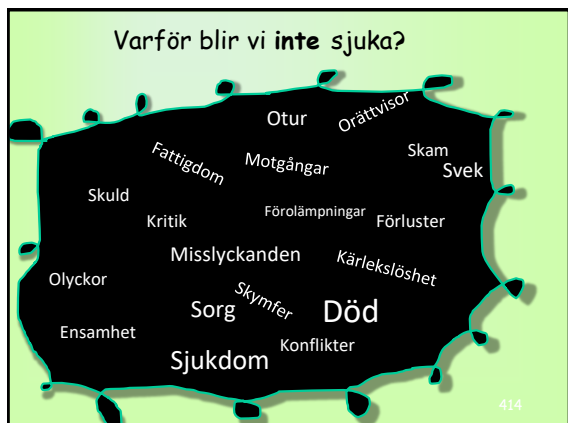 Varför blir vi inte sjuka?
Otur
Orättvisor
Fattigdom
Motgångar
Skam
Svek
Skuld
Kritik
Förolämpningar
Förluster
Misslyckanden
Kärlekslöshet
Olyckor
Skymfer
Sorg
Död
Ensamhet
Konflikter
Sjukdom
414